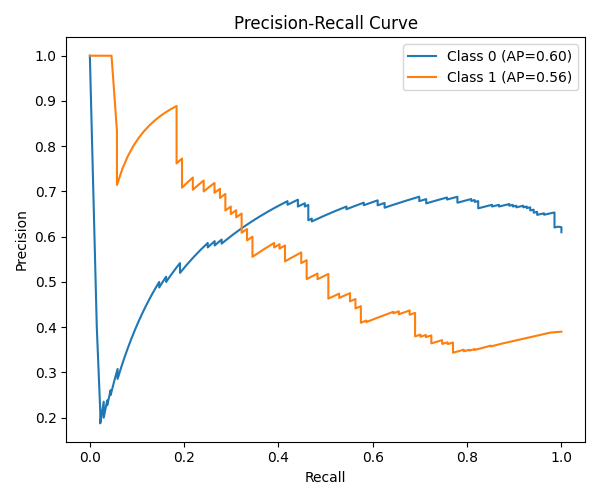 Precision-Recall Curve
Class 0 (AP=0.60)
Class 1 (AP=0.56)
Precision
1.0
0.9
0.8
0.7
0.6
0.5
0.4
0.3
0.2
0.0 0.2 0.4 0.6 0.8 1.0
Recall